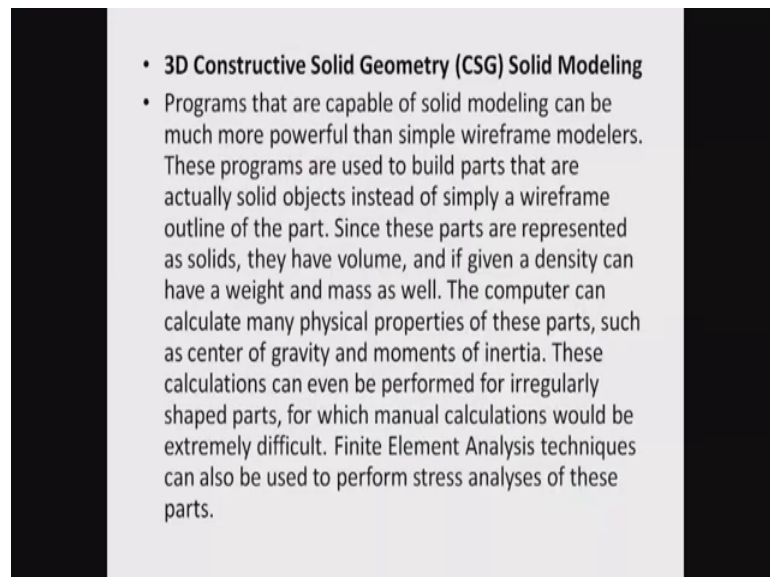 • 3D Constructive Solid Geometry (CSG) Solid Modeling
• Programs that are capable of solid modeling can be
much more powerful than simple wireframe modelers.
These programs are used to build parts that are
actually solid objects instead of simply a wireframe
outline of the part. Since these parts are represented
as solids, they have volume, and if given a density can
have a weight and mass as well. The computer can
calculate many physical properties of these parts, such
as center of gravity and moments of inertia. These
calculations can even be performed for irregularly
shaped parts, for which manual calculations would be
extremely difficult. Finite Element Analysis techniques
can also be used to perform stress analyses of these
parts.